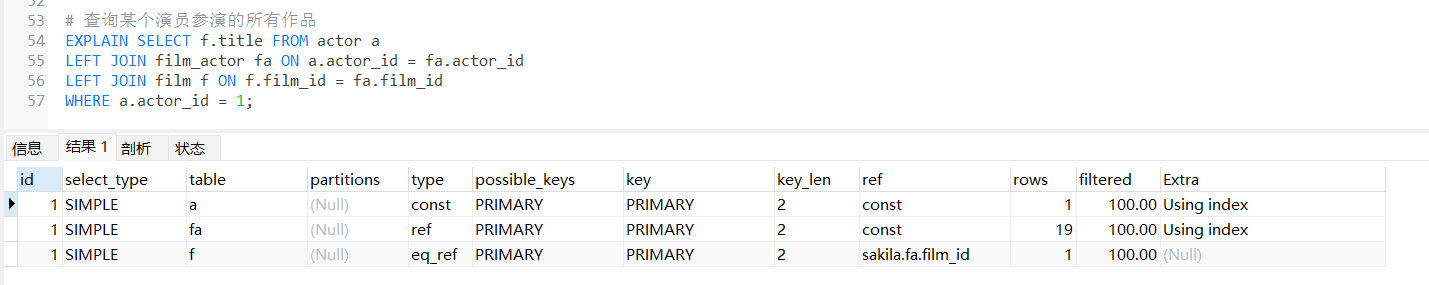 52
53 # 查询某个演员参演的所有作品
54 EXPLAIN SELECT f.title FROM actor a
55 LEFT JOIN film_actor fa ON a.actor_id = fa.actor_id
56 LEFT JOIN film f ON f.film_id = fa.film_id
57 WHERE a.actor_id = 1;
信息 结果 1 剖析 状态
id select_type table partitions type possible_keys key key_len ref rows filtered Extra
1 SIMPLE a (Null) const PRIMARY PRIMARY 2 const 1 100.00 Using index
1 SIMPLE fa (Null) ref PRIMARY PRIMARY 2 const 19 100.00 Using index
1 SIMPLE f (Null) eq_ref PRIMARY PRIMARY 2 sakila.fa.film_id 1 100.00 (Null)